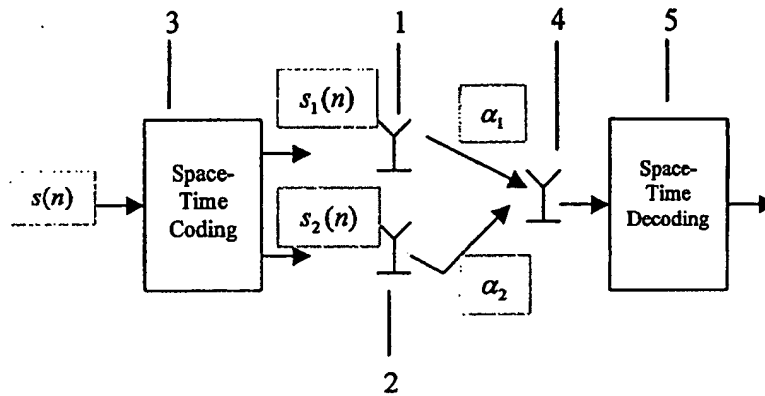 3
1
4
5
s₁(n)
α₁
s(n)
Space-
Time
Coding
Space-
Time
Decoding
s₂(n)
α₂
2